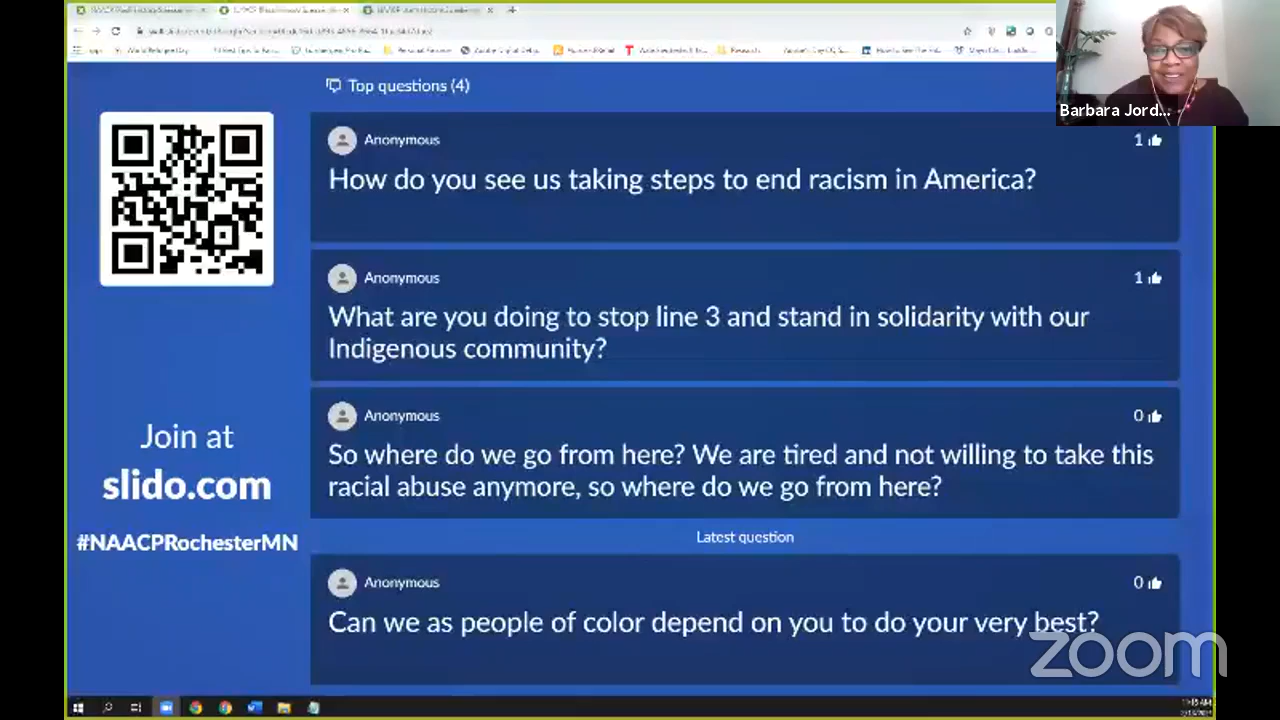 Top questions (4)
Barbara Jord...
Anonymous
1
How do you see us taking steps to end racism in America?
Anonymous
1
What are you doing to stop line 3 and stand in solidarity with our
Indigenous community?
Anonymous
0
So where do we go from here? We are tired and not willing to take this
racial abuse anymore, so where do we go from here?
Join at
slido.com
#NAACPRochesterMN
Latest question
Anonymous
0
Can we as people of color depend on you to do your very best?
zoom